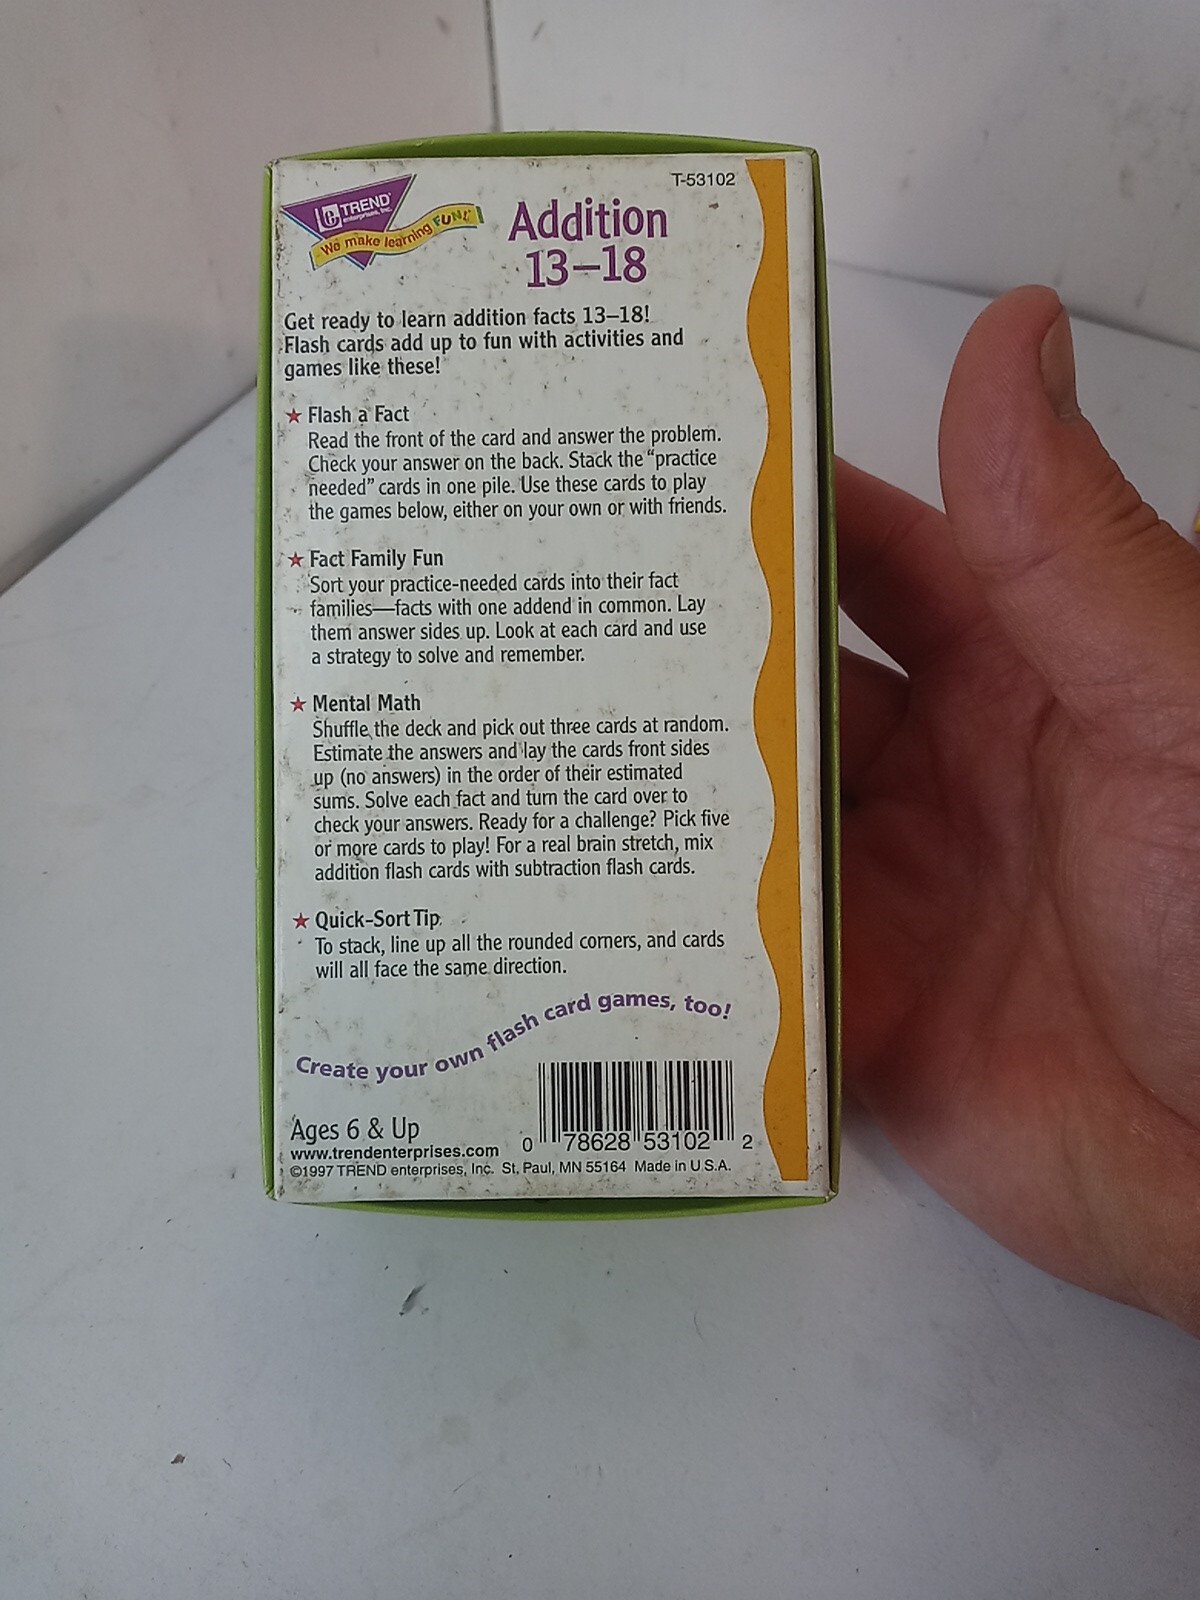 T-53102
TREND
enterprises, Inc.
We make learning FUN!
Addition
13–18
Get ready to learn addition facts 13–18!
Flash cards add up to fun with activities and
games like these!
★ Flash a Fact
Read the front of the card and answer the problem.
Check your answer on the back. Stack the “practice
needed” cards in one pile. Use these cards to play
the games below, either on your own or with friends.
★ Fact Family Fun
Sort your practice-needed cards into their fact
families—facts with one addend in common. Lay
them answer sides up. Look at each card and use
a strategy to solve and remember.
★ Mental Math
Shuffle the deck and pick out three cards at random.
Estimate the answers and lay the cards front sides
up (no answers) in the order of their estimated
sums. Solve each fact and turn the card over to
check your answers. Ready for a challenge? Pick five
or more cards to play! For a real brain stretch, mix
addition flash cards with subtraction flash cards.
★ Quick-Sort Tip
To stack, line up all the rounded corners, and cards
will all face the same direction.
Create your own flash card games, too!
Ages 6 & Up
www.trendenterprises.com
©1997 TREND enterprises, Inc. St. Paul, MN 55164 Made in U.S.A.
0 78628 53102 2